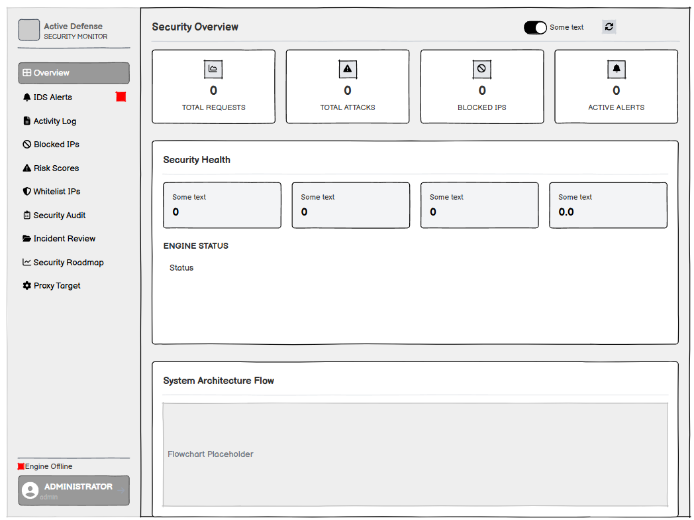 Active Defense
SECURITY MONITOR
Overview
IDS Alerts
Activity Log
Blocked IPs
Risk Scores
Whitelist IPs
Security Audit
Incident Review
Security Roadmap
Proxy Target
Engine Offline
ADMINISTRATOR
admin
Security Overview
Some text
0
TOTAL REQUESTS
0
TOTAL ATTACKS
0
BLOCKED IPS
0
ACTIVE ALERTS
Security Health
Some text
0
Some text
0
Some text
0
Some text
0.0
ENGINE STATUS
Status
System Architecture Flow
Flowchart Placeholder